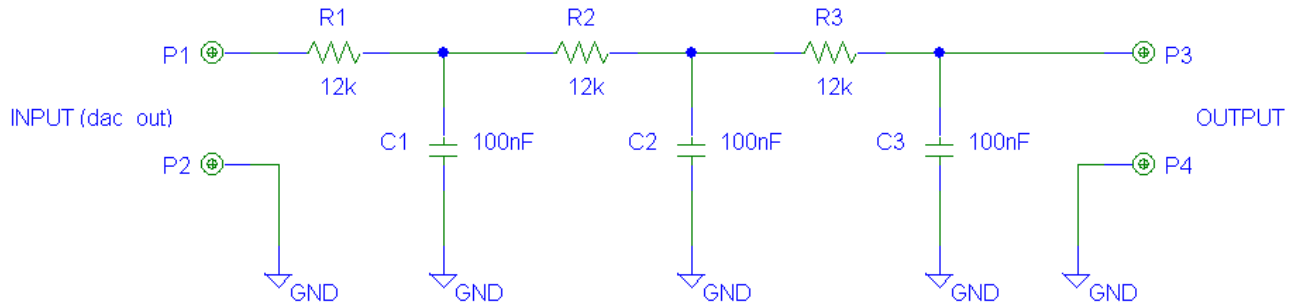 R1
R2
R3
P1
P3
12k
12k
12k
INPUT (dac out)
OUTPUT
C1
100nF
C2
100nF
C3
100nF
P2
P4
GND
GND
GND
GND
GND